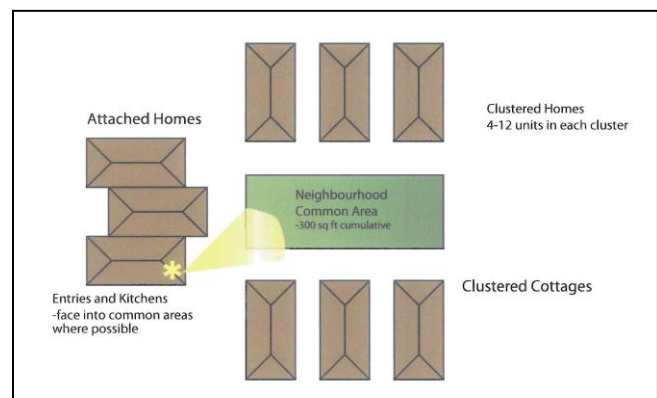 Attached Homes
Clustered Homes
4-12 units in each cluster
Neighbourhood
Common Area
-300 sq ft cumulative
Entries and Kitchens
-face into common areas
where possible
Clustered Cottages